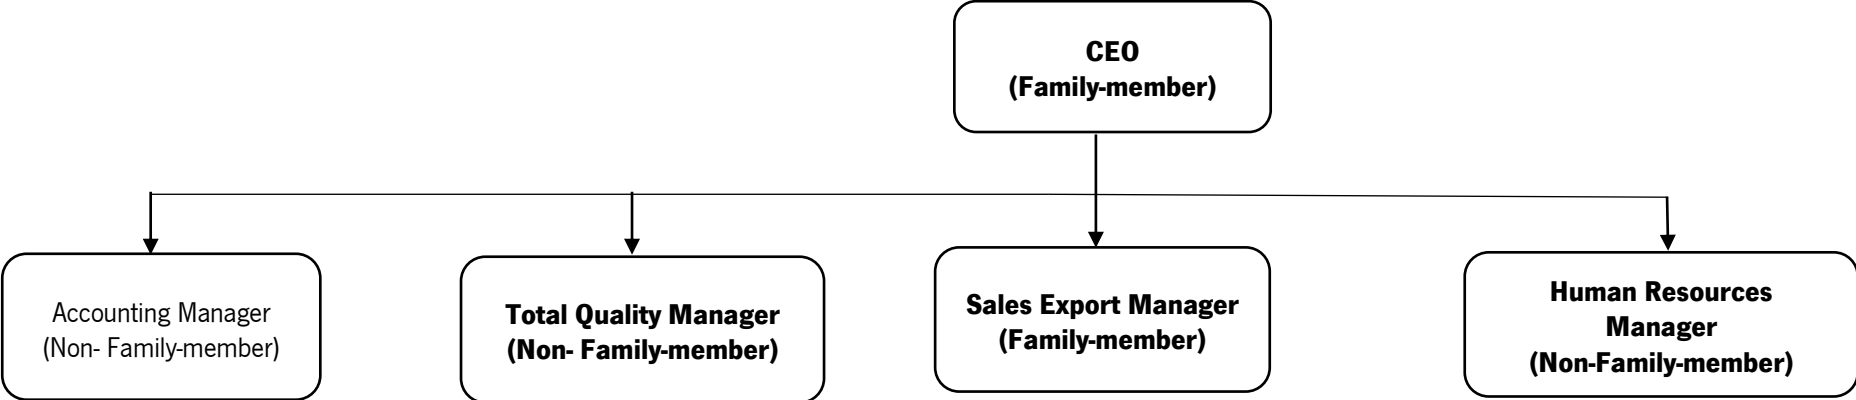 CEO
(Family-member)
Accounting Manager
(Non- Family-member)
Total Quality Manager
(Non- Family-member)
Sales Export Manager
(Family-member)
Human Resources
Manager
(Non-Family-member)